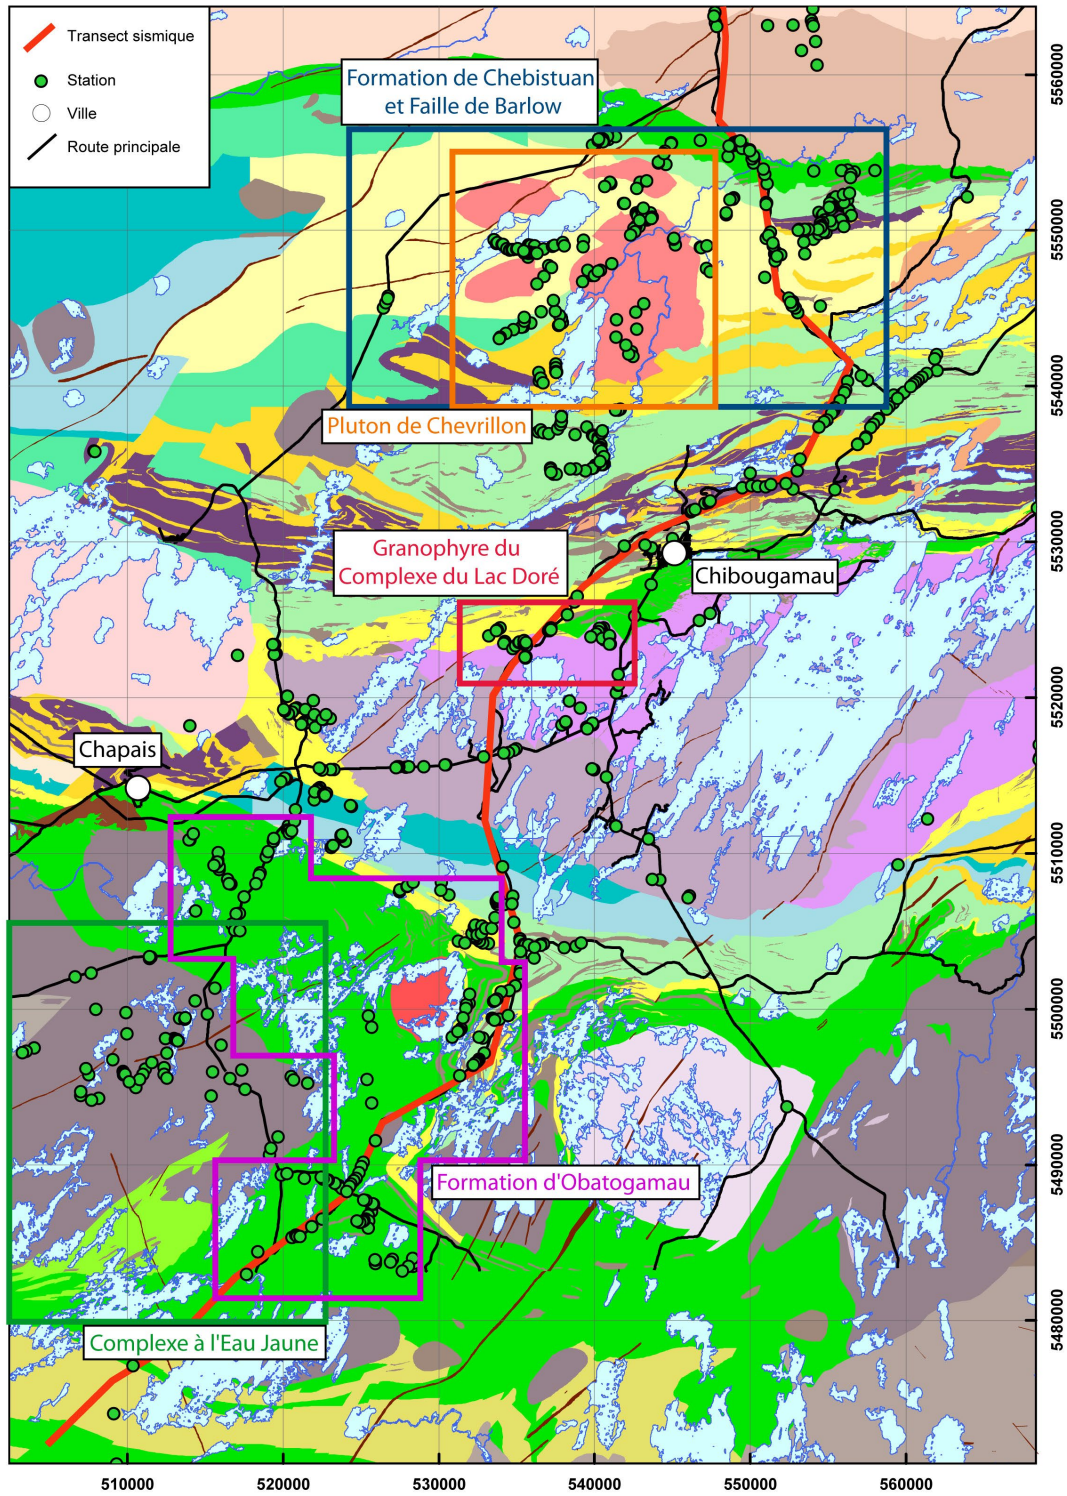 Transect sismique
Station
Ville
Route principale
Formation de Chebistuan
et Faille de Barlow
Pluton de Chevrillon
Granophyre du
Complexe du Lac Doré
Chibougamau
Chapais
Formation d'Obatogamau
Complexe à l'Eau Jaune
5560000
5550000
5540000
5530000
5520000
5510000
5500000
5490000
5480000
510000 520000 530000 540000 550000 560000